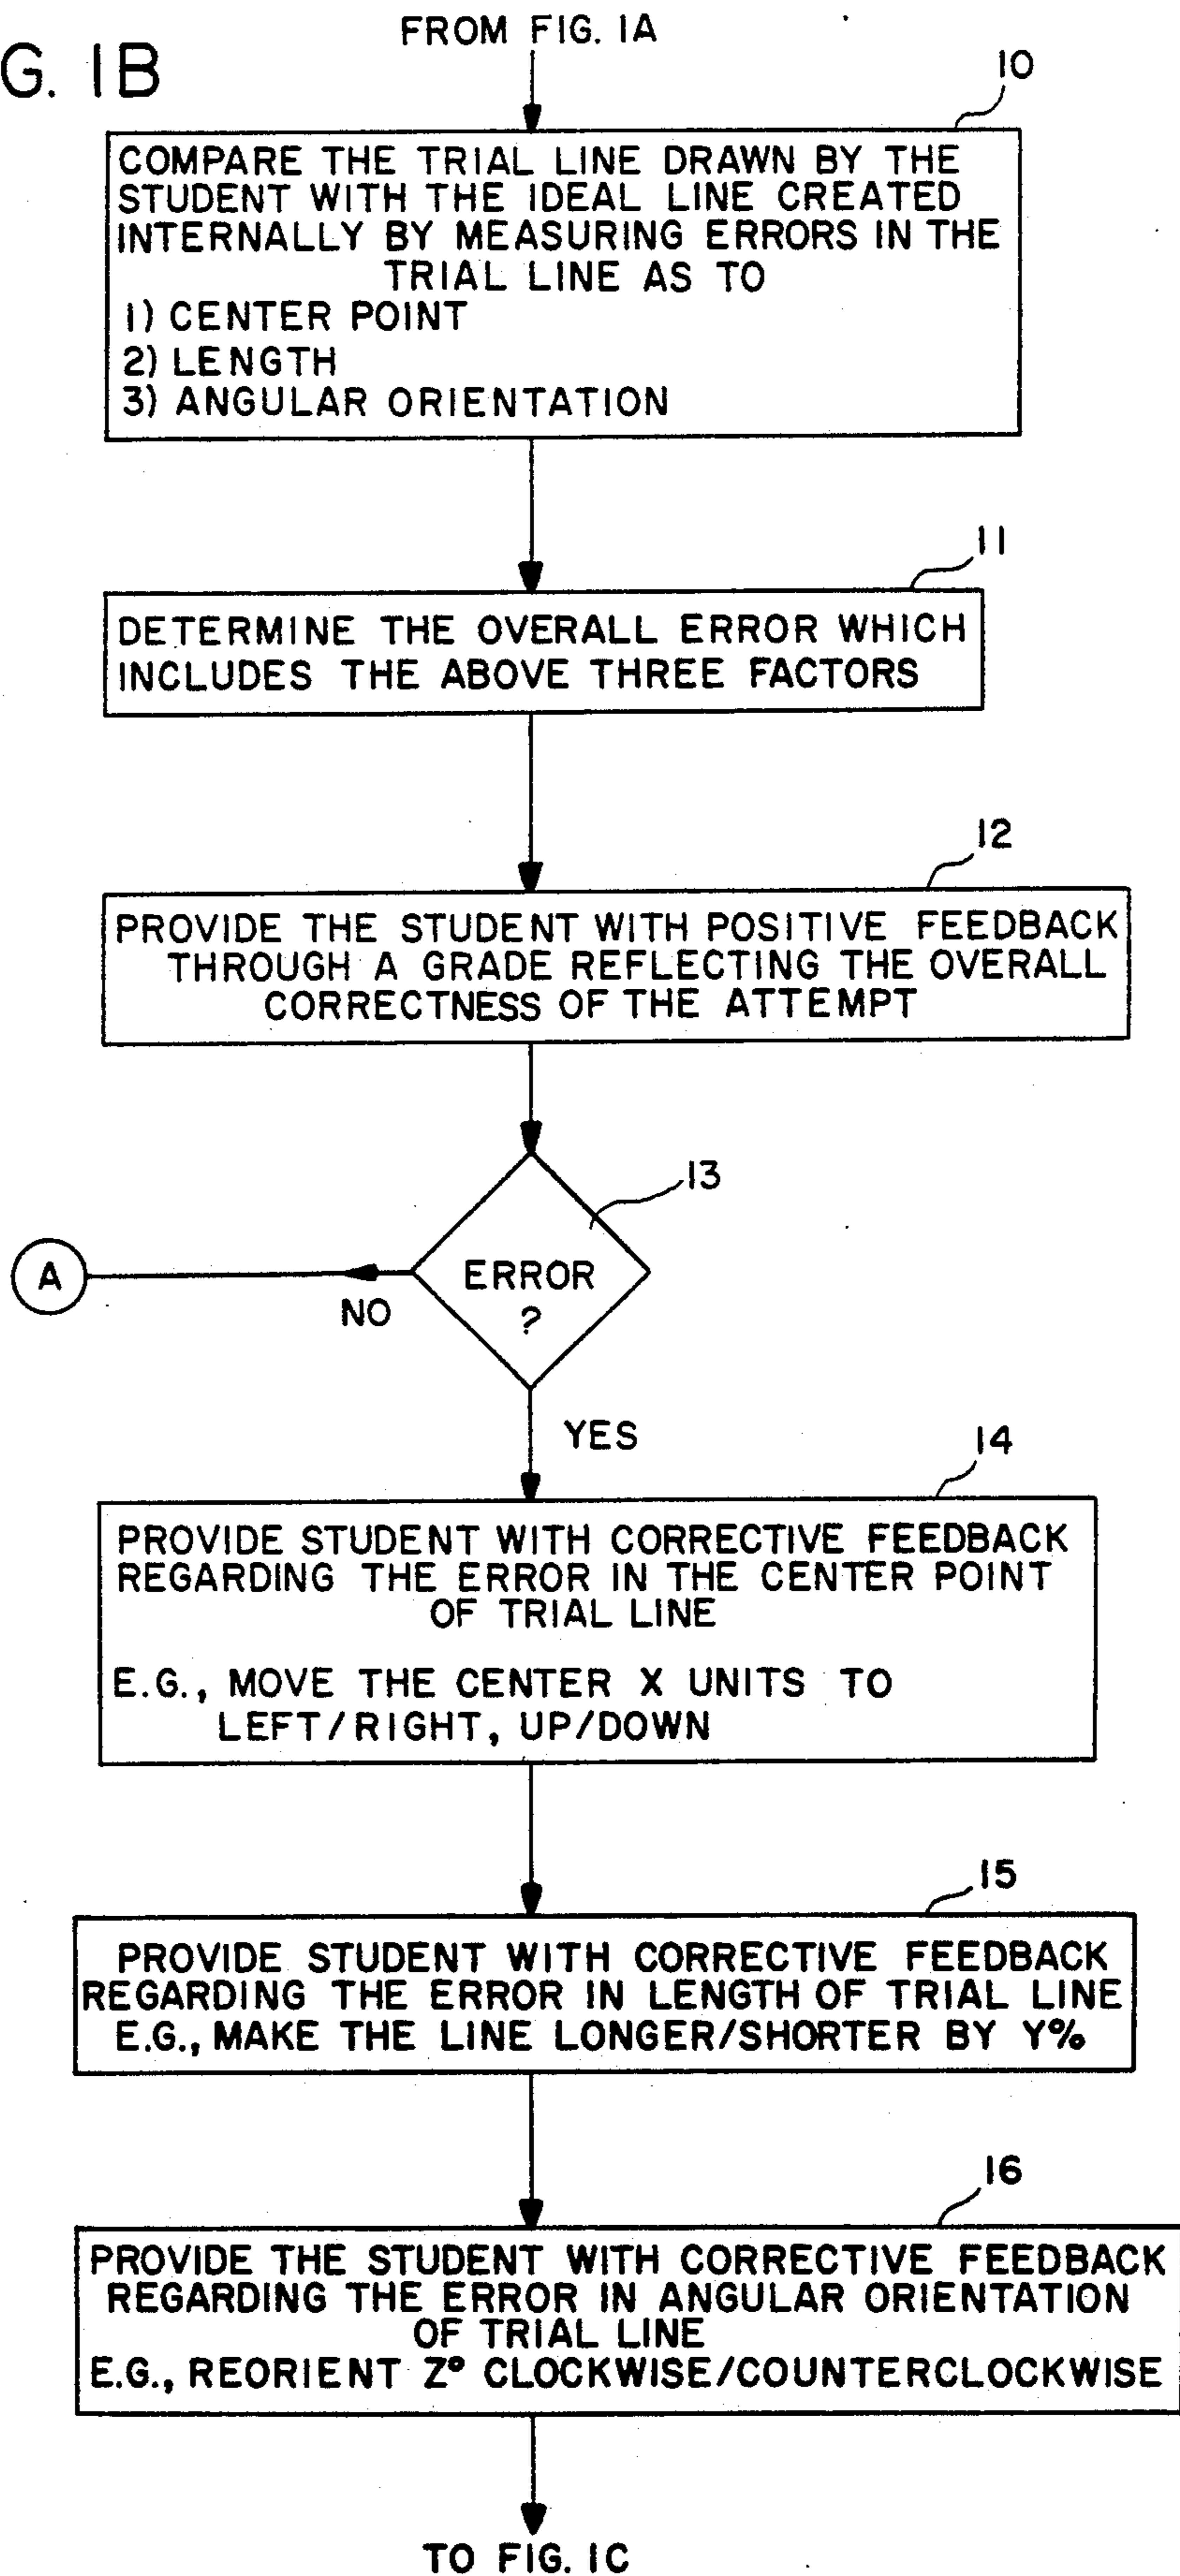 FROM FIG. 1A
G. 1B
10
COMPARE THE TRIAL LINE DRAWN BY THE
STUDENT WITH THE IDEAL LINE CREATED
INTERNALLY BY MEASURING ERRORS IN THE
TRIAL LINE AS TO
1) CENTER POINT
2) LENGTH
3) ANGULAR ORIENTATION
11
DETERMINE THE OVERALL ERROR WHICH
INCLUDES THE ABOVE THREE FACTORS
12
PROVIDE THE STUDENT WITH POSITIVE FEEDBACK
THROUGH A GRADE REFLECTING THE OVERALL
CORRECTNESS OF THE ATTEMPT
13
A
ERROR
?
NO
YES
14
PROVIDE STUDENT WITH CORRECTIVE FEEDBACK
REGARDING THE ERROR IN THE CENTER POINT
OF TRIAL LINE
E.G., MOVE THE CENTER X UNITS TO
LEFT/RIGHT, UP/DOWN
15
PROVIDE STUDENT WITH CORRECTIVE FEEDBACK
REGARDING THE ERROR IN LENGTH OF TRIAL LINE
E.G., MAKE THE LINE LONGER/SHORTER BY Y%
16
PROVIDE THE STUDENT WITH CORRECTIVE FEEDBACK
REGARDING THE ERROR IN ANGULAR ORIENTATION
OF TRIAL LINE
E.G., REORIENT Z° CLOCKWISE/COUNTERCLOCKWISE
TO FIG. 1C